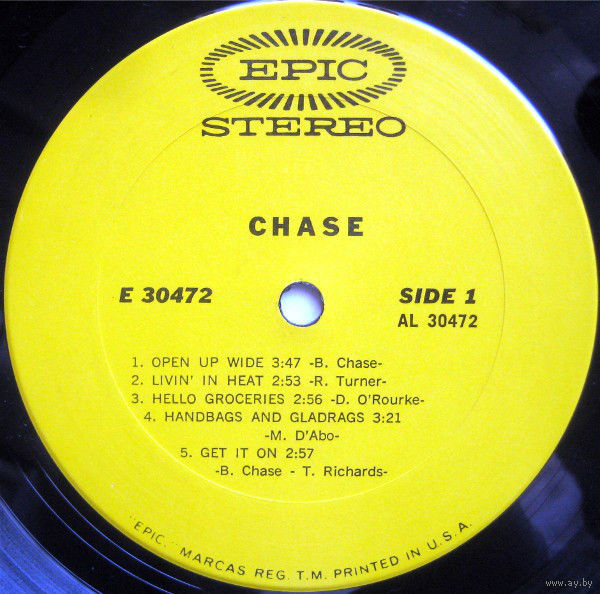 EPIC
STEREO
CHASE
E 30472
SIDE 1
AL 30472
1. OPEN UP WIDE 3:47 -B. Chase-
2. LIVIN' IN HEAT 2:53 -R. Turner-
3. HELLO GROCERIES 2:56 -D. O'Rourke-
4. HANDBAGS AND GLADRAGS 3:21
-M. D'Abo-
5. GET IT ON 2:57
-B. Chase - T. Richards-
"EPIC," MARCAS REG. T.M. PRINTED IN U.S.A.
www.ay.by